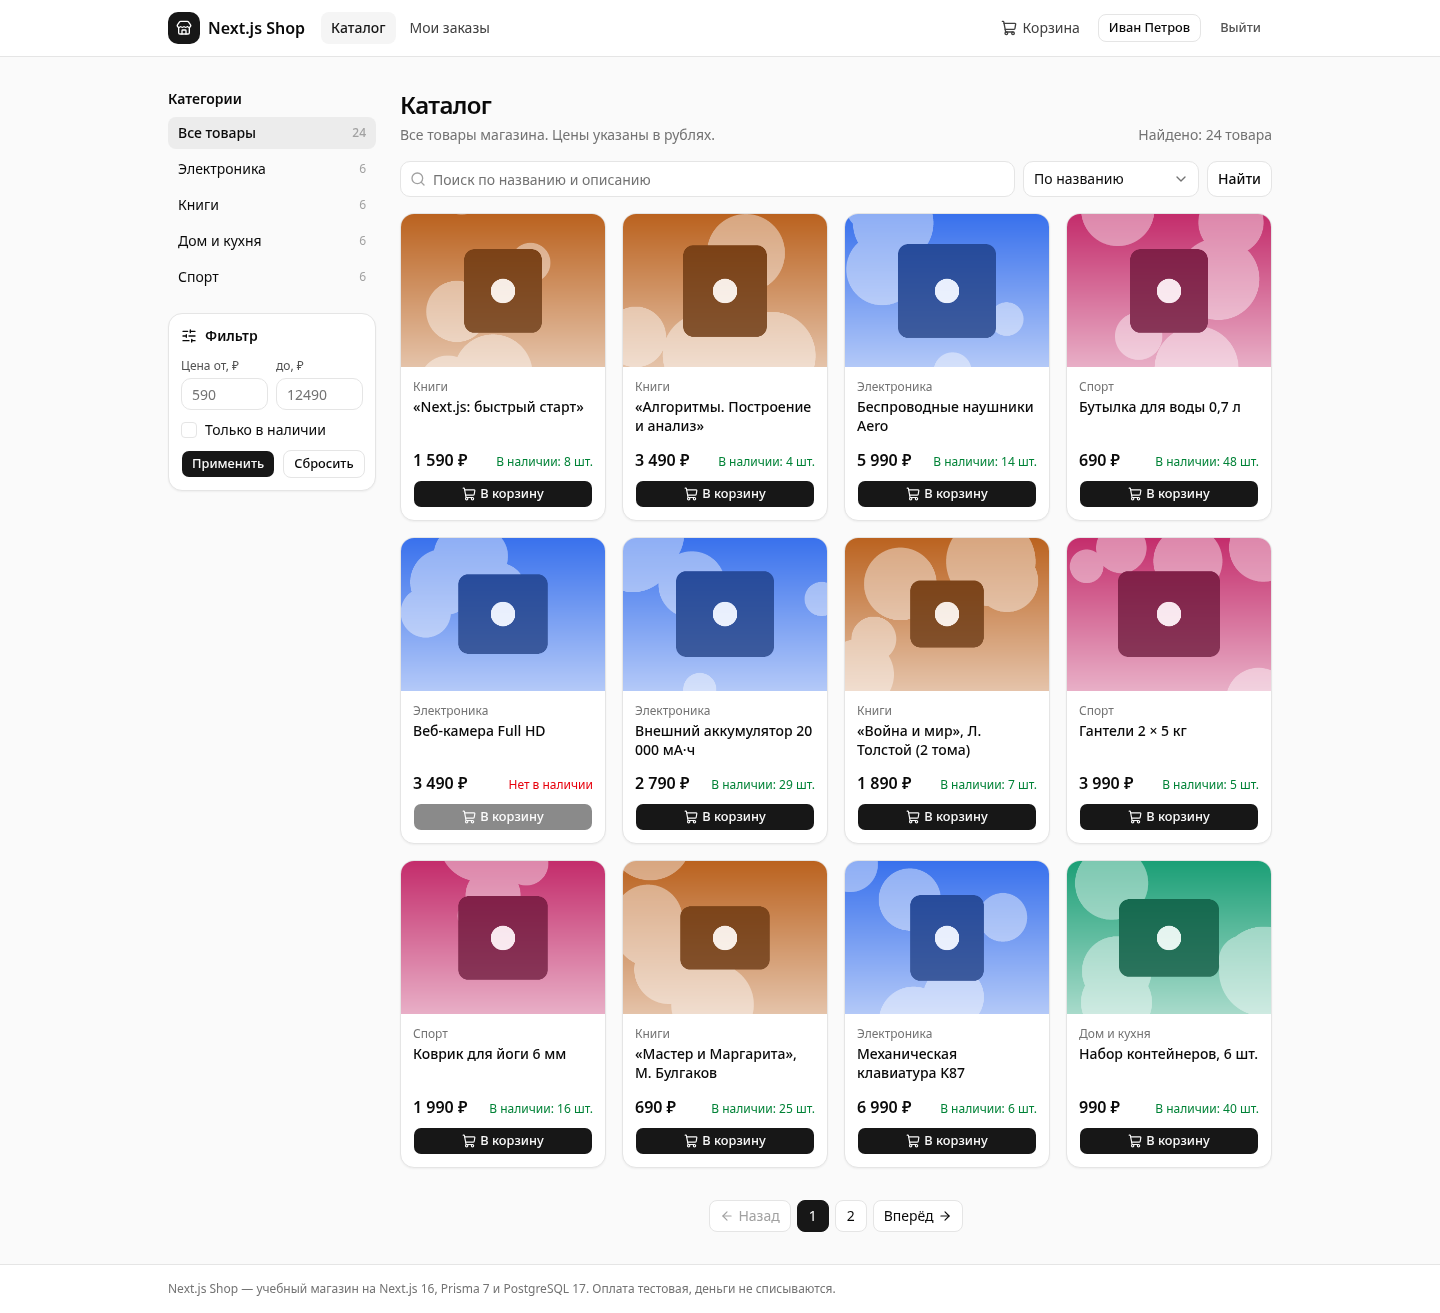 Next.js Shop
Каталог
Мои заказы
Корзина
Иван Петров
Выйти
Категории
Все товары 24
Электроника 6
Книги 6
Дом и кухня 6
Спорт 6
Фильтр
Цена от, ₽
до, ₽
590
12490
Только в наличии
Применить
Сбросить
Каталог
Все товары магазина. Цены указаны в рублях.
Найдено: 24 товара
Поиск по названию и описанию
По названию
Найти
Книги
«Next.js: быстрый старт»
1 590 ₽
В наличии: 8 шт.
В корзину
Книги
«Алгоритмы. Построение
и анализ»
3 490 ₽
В наличии: 4 шт.
В корзину
Электроника
Беспроводные наушники
Aero
5 990 ₽
В наличии: 14 шт.
В корзину
Спорт
Бутылка для воды 0,7 л
690 ₽
В наличии: 48 шт.
В корзину
Электроника
Веб-камера Full HD
3 490 ₽
Нет в наличии
В корзину
Электроника
Внешний аккумулятор 20
000 мА·ч
2 790 ₽
В наличии: 29 шт.
В корзину
Книги
«Война и мир», Л.
Толстой (2 тома)
1 890 ₽
В наличии: 7 шт.
В корзину
Спорт
Гантели 2 × 5 кг
3 990 ₽
В наличии: 5 шт.
В корзину
Спорт
Коврик для йоги 6 мм
1 990 ₽
В наличии: 16 шт.
В корзину
Книги
«Мастер и Маргарита»,
М. Булгаков
690 ₽
В наличии: 25 шт.
В корзину
Электроника
Механическая
клавиатура K87
6 990 ₽
В наличии: 6 шт.
В корзину
Дом и кухня
Набор контейнеров, 6 шт.
990 ₽
В наличии: 40 шт.
В корзину
← Назад
1
2
Вперёд →
Next.js Shop — учебный магазин на Next.js 16, Prisma 7 и PostgreSQL 17. Оплата тестовая, деньги не списываются.